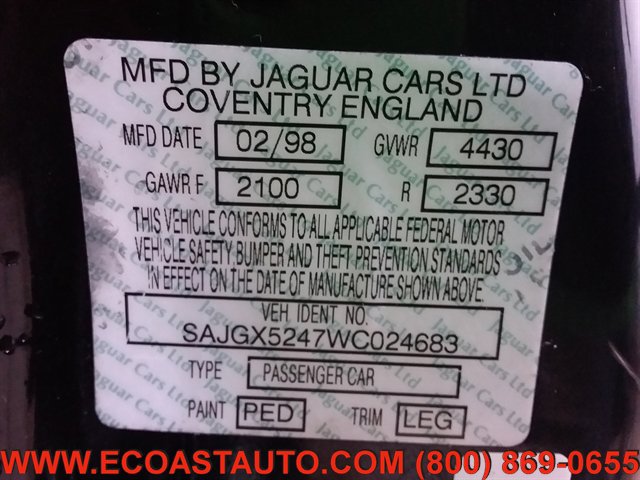 MFD BY JAGUAR CARS LTD
COVENTRY ENGLAND
MFD DATE 02/98 GVWR 4430
GAWR F 2100 R 2330
THIS VEHICLE CONFORMS TO ALL APPLICABLE FEDERAL MOTOR
VEHICLE SAFETY BUMPER AND THEFT PREVENTION STANDARDS
IN EFFECT ON THE DATE OF MANUFACTURE SHOWN ABOVE.
VEH IDENT NO.
SAJGX5247WC024683
TYPE PASSENGER CAR
PAINT PED TRIM LEG
WWW.ECOASTAUTO.COM (800) 869-0655